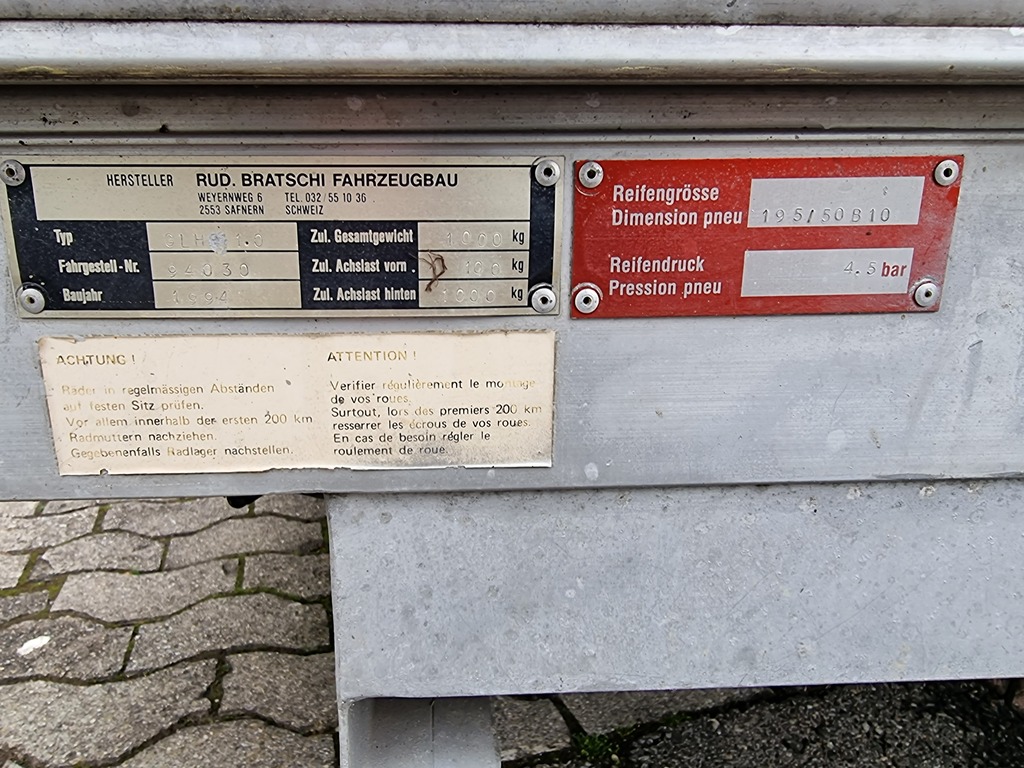 HERSTELLER RUD. BRATSCHI FAHRZEUGBAU
WEYERNWEG 6 TEL. 032/55 10 36
2553 SAFNERN SCHWEIZ
Typ
Zul. Gesamtgewicht 1000 kg
Fahrgestell-Nr. 94030
Zul. Achslast vorn 100 kg
Baujahr 1994
Zul. Achslast hinten 1000 kg
Reifengrösse
Dimension pneu 195/50B10
Reifendruck
Pression pneu 4.5 bar
ACHTUNG !
Räder in regelmässigen Abständen
auf festen Sitz prüfen.
Vor allem innerhalb der ersten 200 km
Radmuttern nachziehen.
Gegebenenfalls Radlager nachstellen.
ATTENTION !
Verifier régulièrement le montage
de vos roues.
Surtout, lors des premiers 200 km
resserrer les écrous de vos roues.
En cas de besoin régler le
roulement de roue.